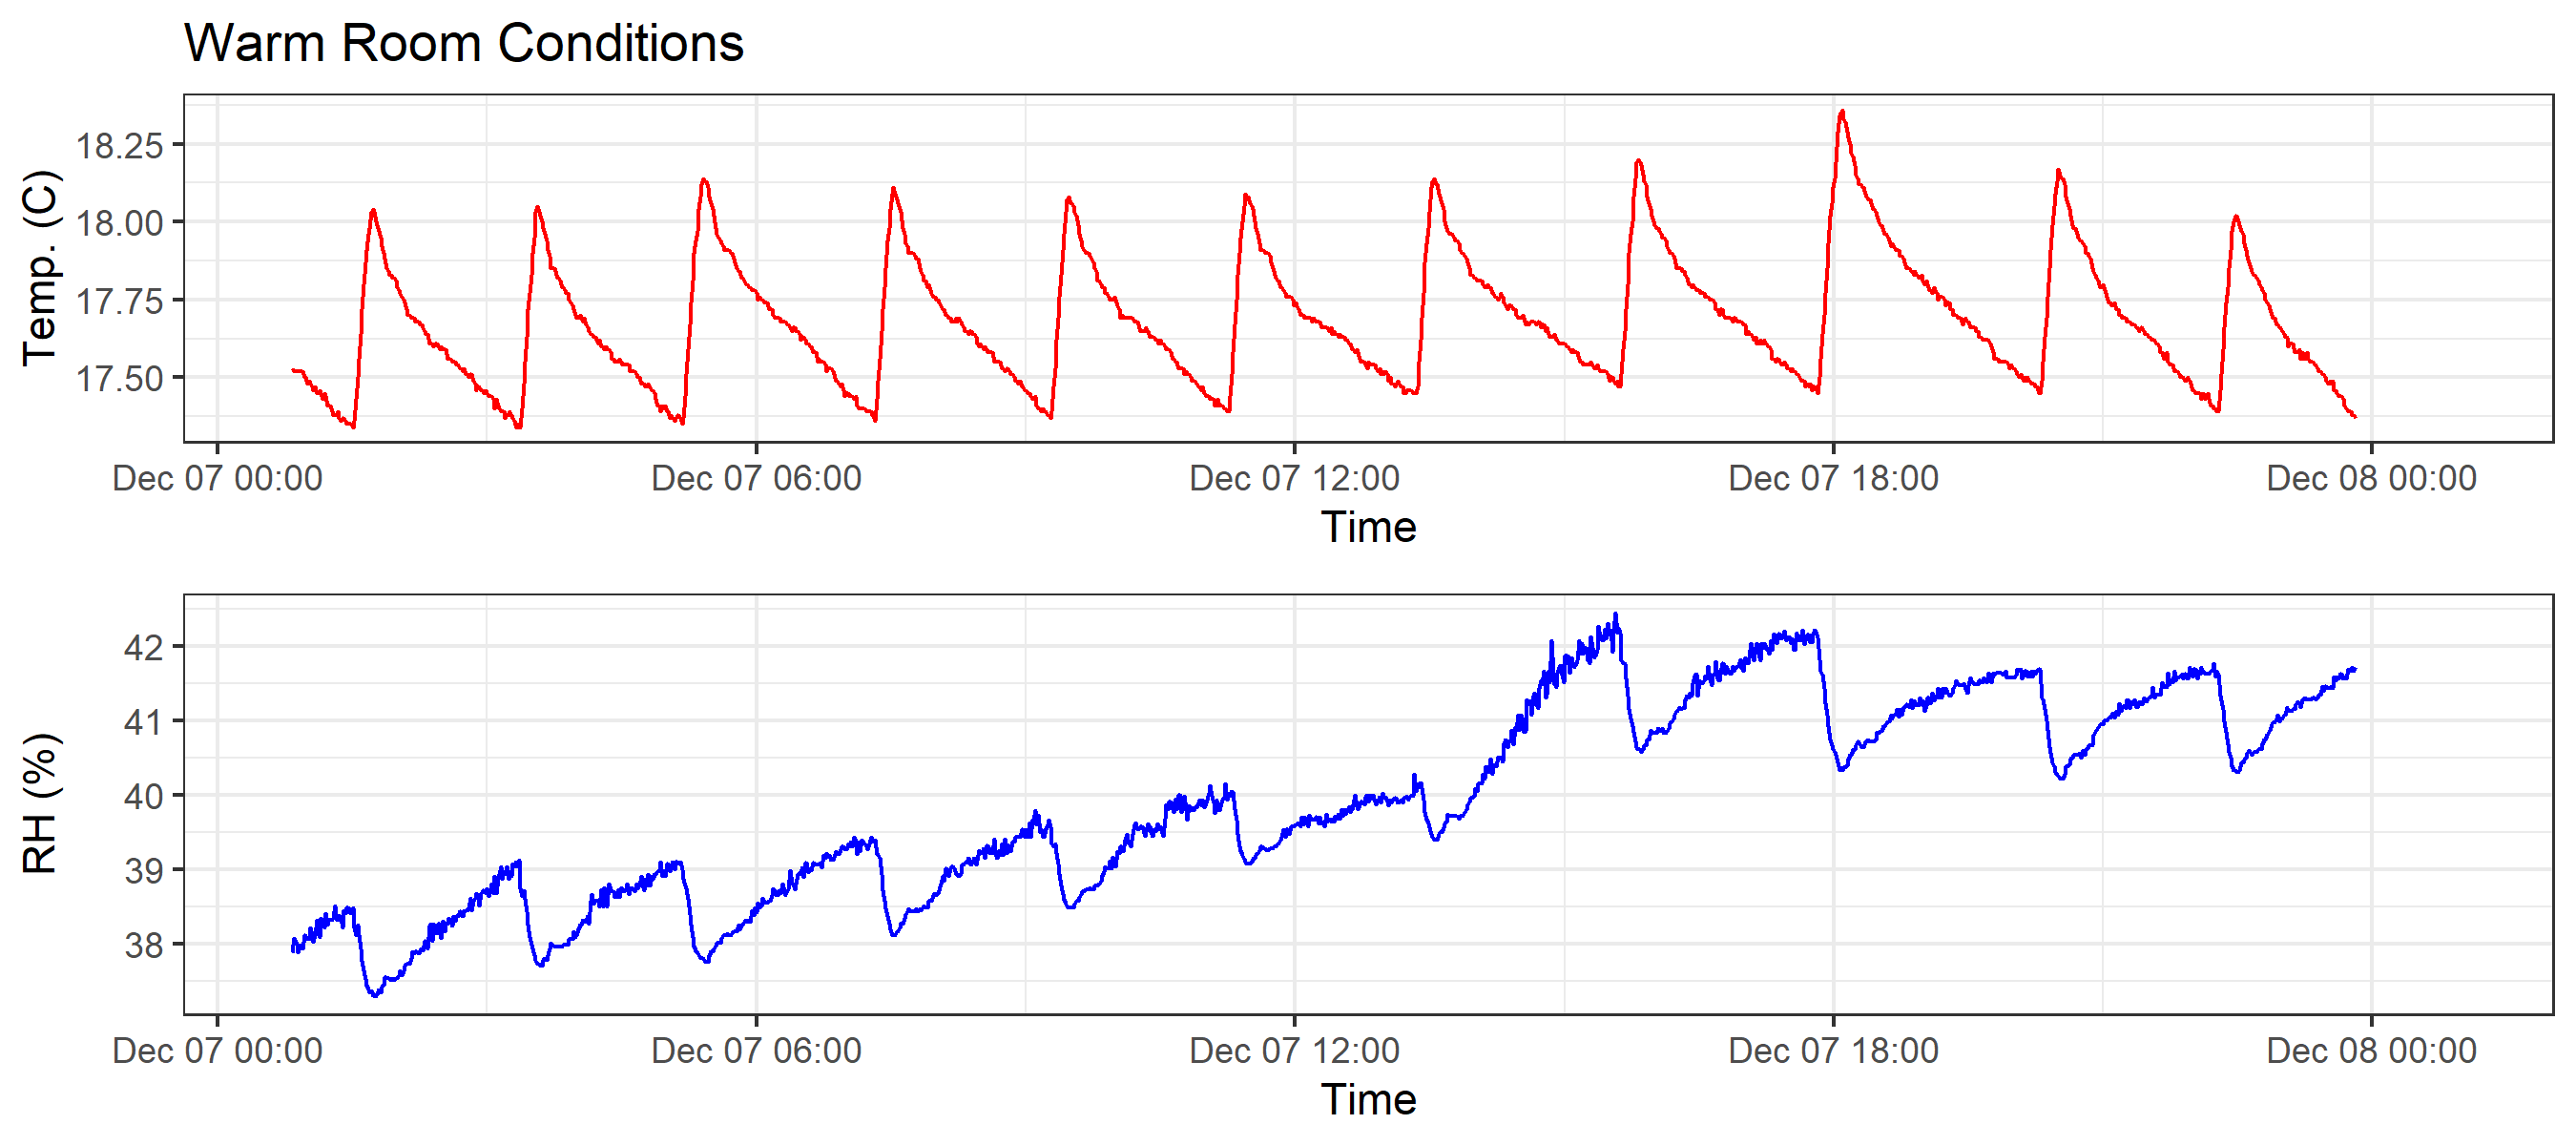 Warm Room Conditions
Temp. (C)
18.25
18.00
17.75
17.50
Dec 07 00:00 Dec 07 06:00 Dec 07 12:00 Dec 07 18:00 Dec 08 00:00
Time
RH (%)
42
41
40
39
38
Dec 07 00:00 Dec 07 06:00 Dec 07 12:00 Dec 07 18:00 Dec 08 00:00
Time